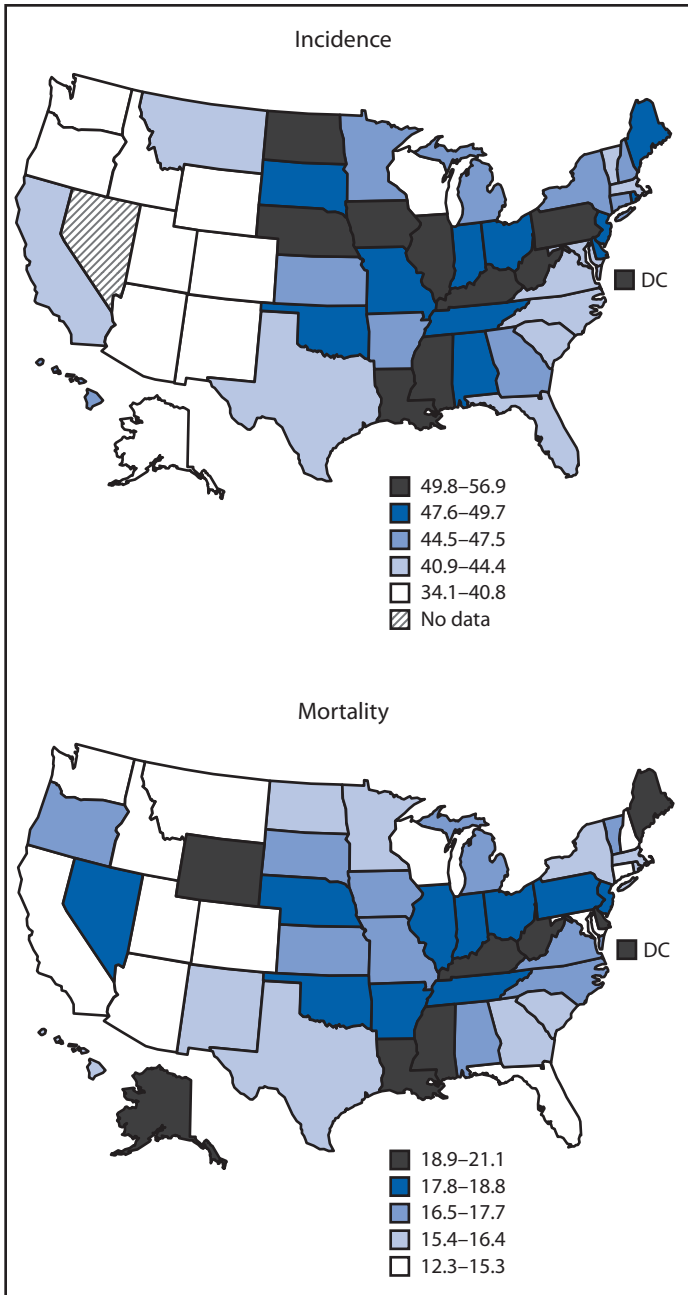 Incidence
DC
49.8–56.9
47.6–49.7
44.5–47.5
40.9–44.4
34.1–40.8
No data
Mortality
DC
18.9–21.1
17.8–18.8
16.5–17.7
15.4–16.4
12.3–15.3